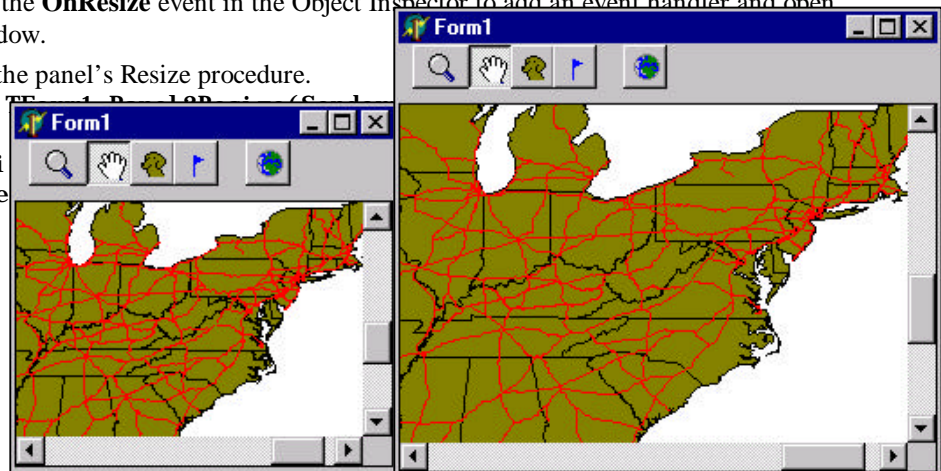 the OnResize event in the Object Inspector to add an event handler and open
dow.
the panel's Resize procedure.
Form1
Form1